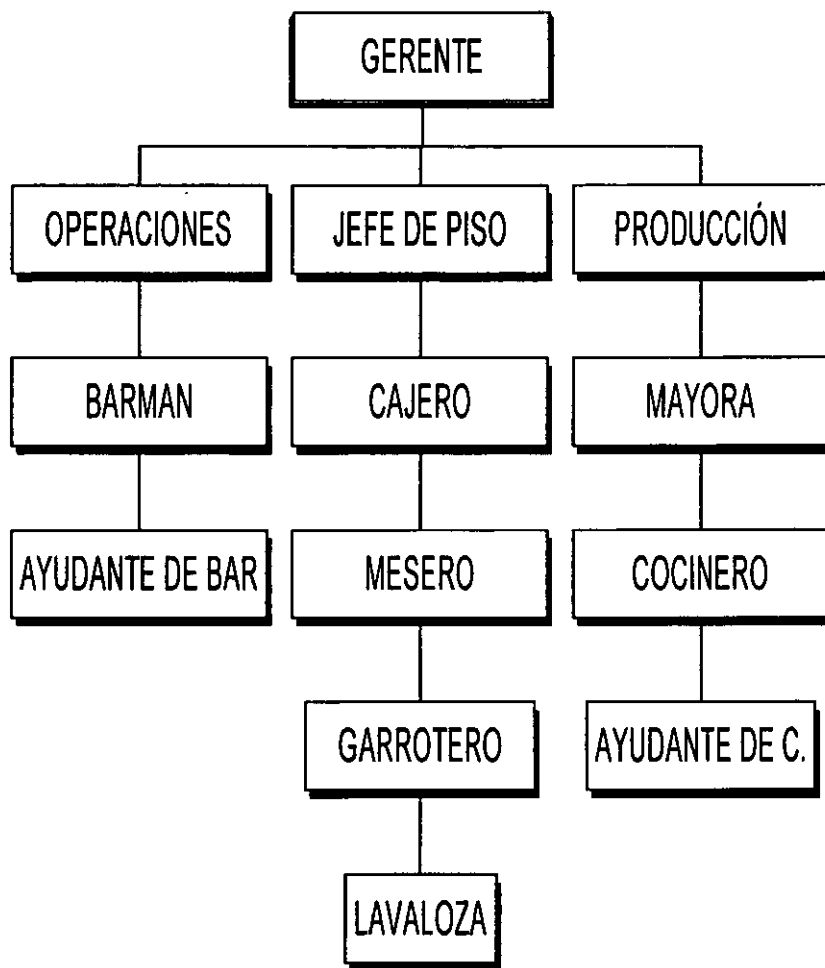 GERENTE
OPERACIONES
JEFE DE PISO
PRODUCCIÓN
BARMAN
CAJERO
MAYORA
AYUDANTE DE BAR
MESERO
COCINERO
GARROTERO
AYUDANTE DE C.
LAVALOZA